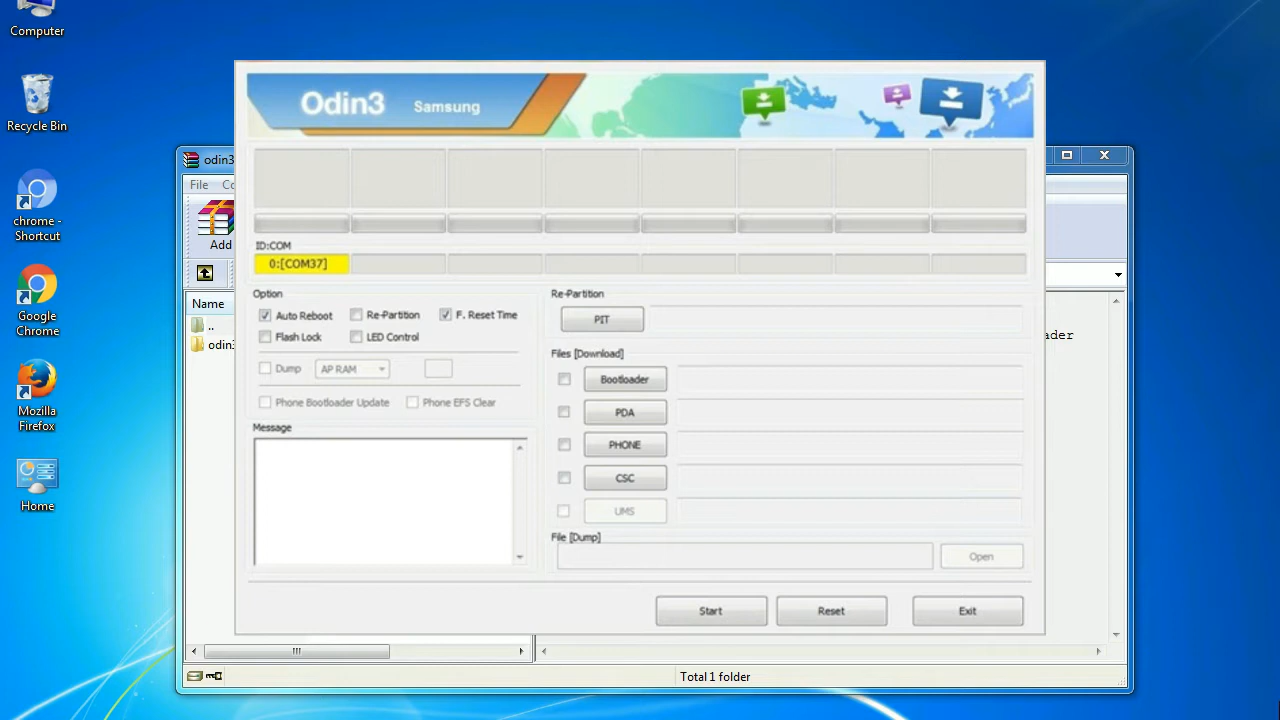 Computer
Recycle Bin
chrome -
Shortcut
Google
Chrome
Mozilla
Firefox
Home
odin3
File
Add
Name
..
odin3
Total 1 folder
Odin3 Samsung
ID:COM
0:[COM37]
Option
Auto Reboot Re-Partition F. Reset Time
Flash Lock LED Control
Dump AP RAM
Phone Bootloader Update Phone EFS Clear
Message
Re-Partition
PIT
Files [Download]
Bootloader
PDA
PHONE
CSC
UMS
File [Dump]
Open
Start Reset Exit